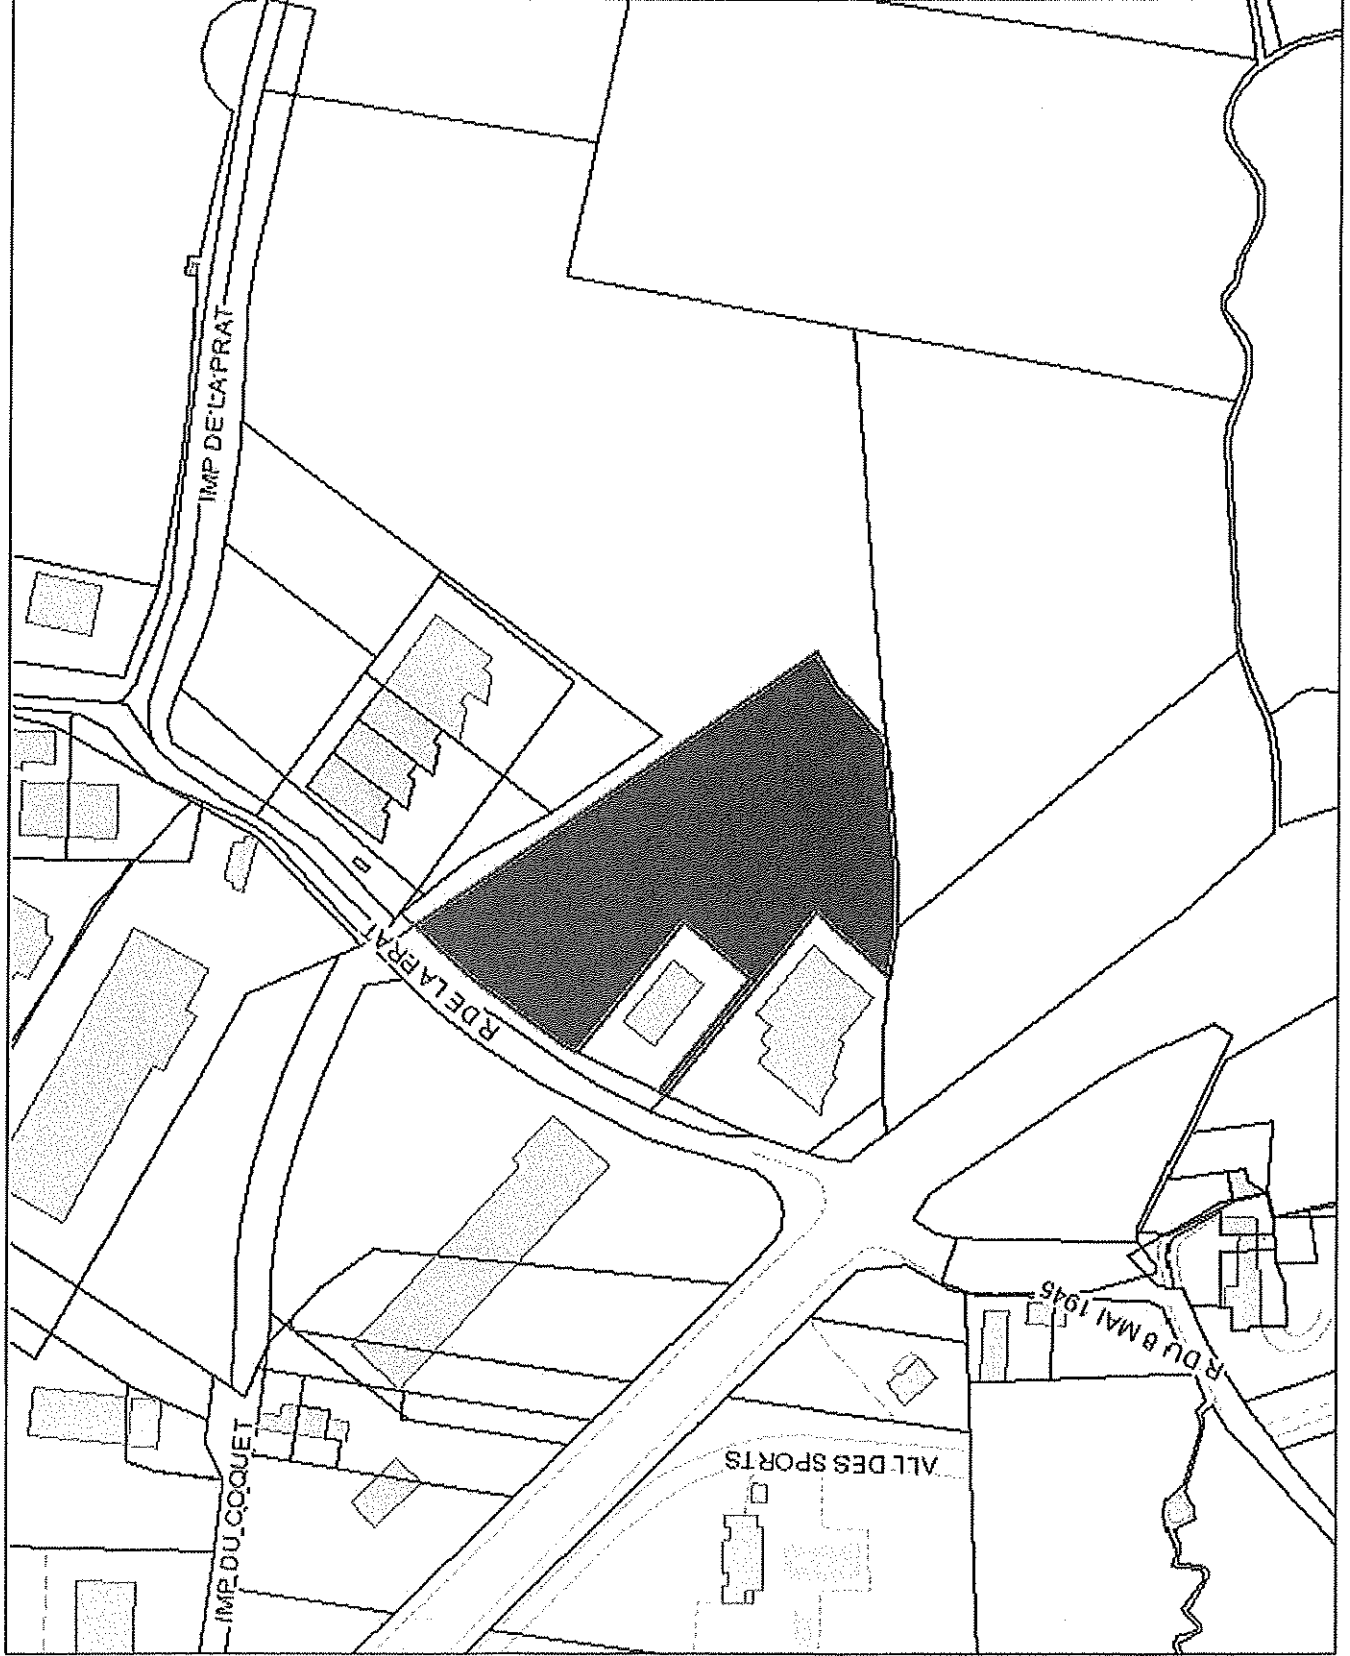 IMP DE LA PRAT
R DE LA PRAT
R DU 8 MAI 1945
IMP DU COQUET
ALL DES SPORTS